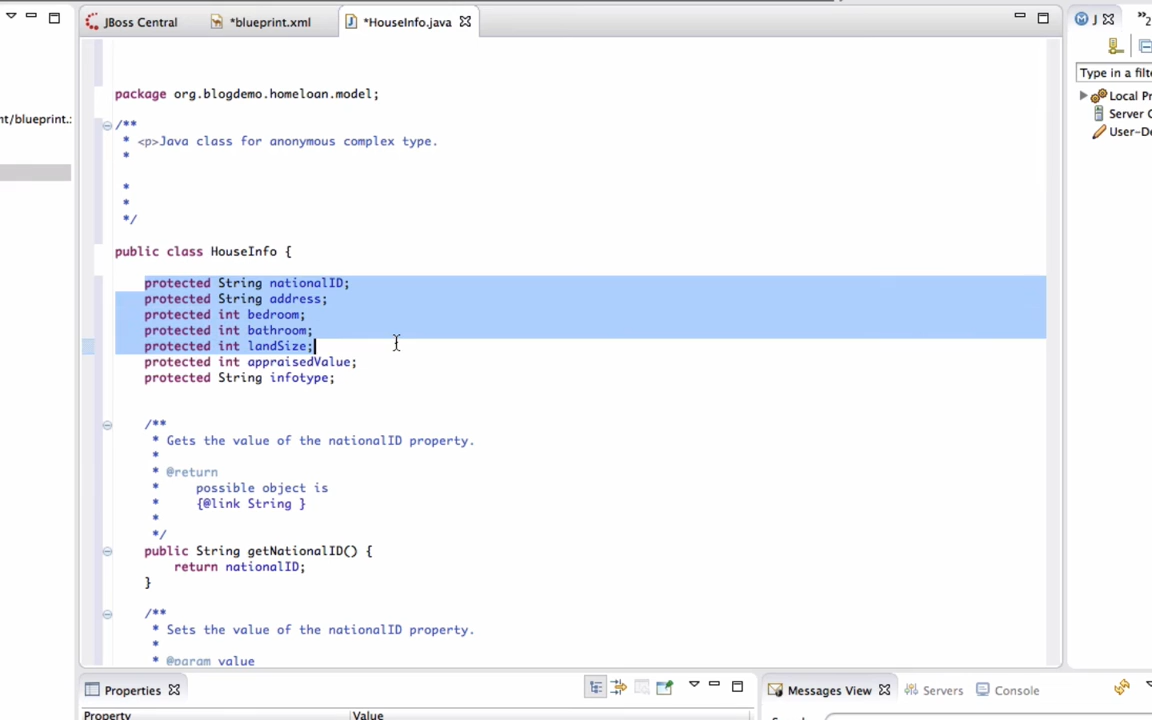 JBoss Central
*blueprint.xml
*HouseInfo.java
J
»2
Type in a filte
Local Pr
Server C
User-De
nt/blueprint.:
package org.blogdemo.homeloan.model;
/**
* <p>Java class for anonymous complex type.
*
*
*
*/
public class HouseInfo {
protected String nationalID;
protected String address;
protected int bedroom;
protected int bathroom;
protected int landSize;
protected int appraisedValue;
protected String infotype;
/**
* Gets the value of the nationalID property.
*
* @return
*     possible object is
*     {@link String }
*
*/
public String getNationalID() {
return nationalID;
}
/**
* Sets the value of the nationalID property.
*
* @param value
Properties
Property Value
Messages View
Servers
Console